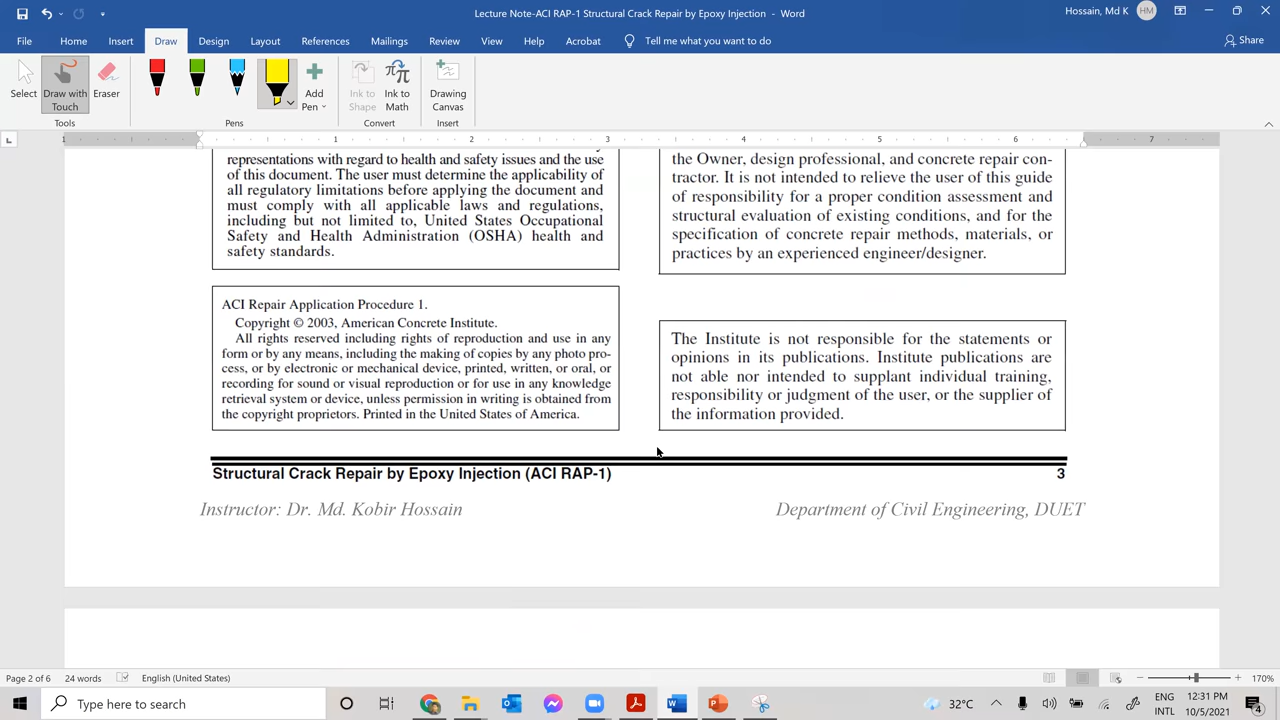 Lecture Note-ACI RAP-1 Structural Crack Repair by Epoxy Injection - Word
Hossain, Md K
HM
File Home Insert Draw Design Layout References Mailings Review View Help Acrobat Tell me what you want to do
Share
Select
Draw with Touch
Eraser
Add Pen
Ink to Shape
Ink to Math
Drawing Canvas
Tools
Pens
Convert
Insert
1 1 2 3 4 5 6 7
representations with regard to health and safety issues and the use
of this document. The user must determine the applicability of
all regulatory limitations before applying the document and
must comply with all applicable laws and regulations,
including but not limited to, United States Occupational
Safety and Health Administration (OSHA) health and
safety standards.
ACI Repair Application Procedure 1.
Copyright © 2003, American Concrete Institute.
All rights reserved including rights of reproduction and use in any
form or by any means, including the making of copies by any photo pro-
cess, or by electronic or mechanical device, printed, written, or oral, or
recording for sound or visual reproduction or for use in any knowledge
retrieval system or device, unless permission in writing is obtained from
the copyright proprietors. Printed in the United States of America.
the Owner, design professional, and concrete repair con-
tractor. It is not intended to relieve the user of this guide
of responsibility for a proper condition assessment and
structural evaluation of existing conditions, and for the
specification of concrete repair methods, materials, or
practices by an experienced engineer/designer.
The Institute is not responsible for the statements or
opinions in its publications. Institute publications are
not able nor intended to supplant individual training,
responsibility or judgment of the user, or the supplier of
the information provided.
Structural Crack Repair by Epoxy Injection (ACI RAP-1) 3
Instructor: Dr. Md. Kobir Hossain Department of Civil Engineering, DUET
Page 2 of 6 24 words English (United States) 170%
Type here to search
32°C
ENG
INTL
12:31 PM
10/5/2021
4